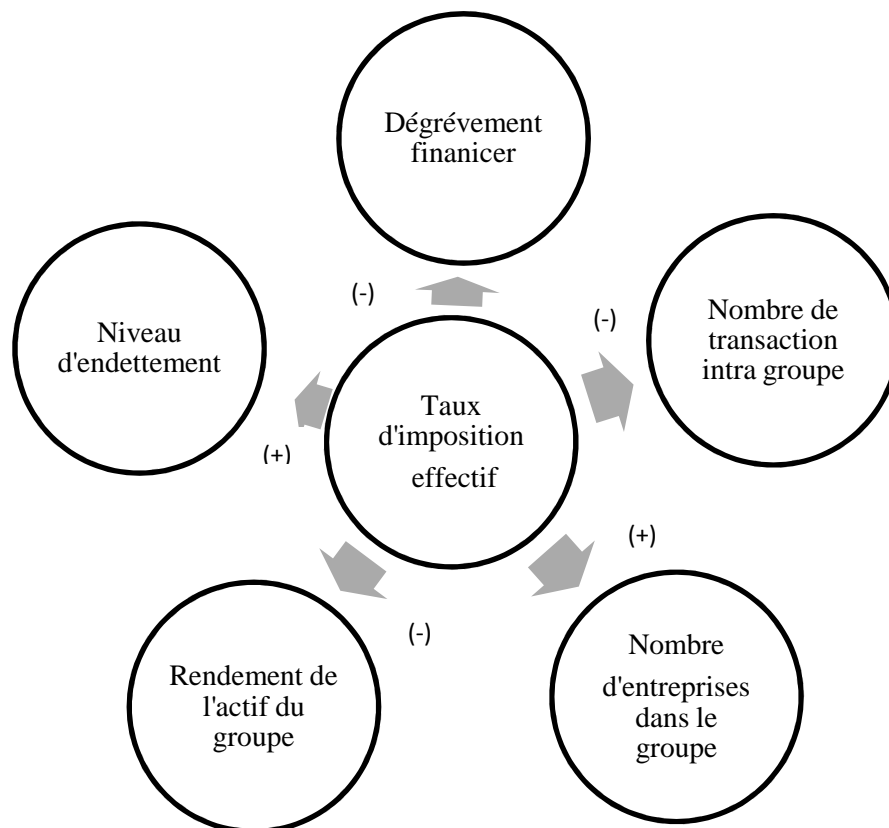 Dégrévement
finanicer
(-)
(-)
Niveau
d'endettement
Nombre de
transaction
intra groupe
Taux
d'imposition
effectif
(+)
(+)
(-)
Rendement de
l'actif du
groupe
Nombre
d'entreprises
dans le
groupe